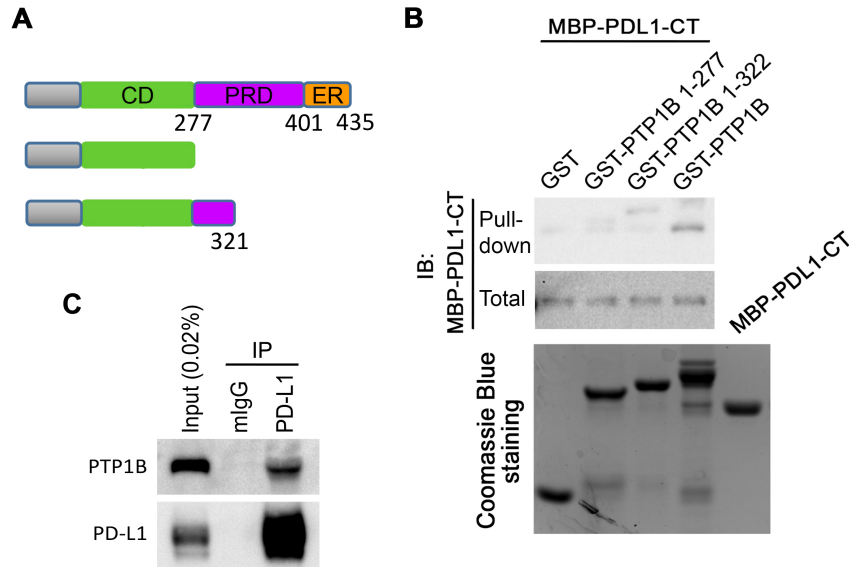 A
CD PRD ER
277 401 435
321
B
MBP-PDL1-CT
GST
GST-PTP1B 1-277
GST-PTP1B 1-322
GST-PTP1B
IB:
MBP-PDL1-CT
Pull-
down
Total
MBP-PDL1-CT
Coomassie Blue
staining
C
Input (0.02%)
IP
mIgG
PD-L1
PTP1B
PD-L1